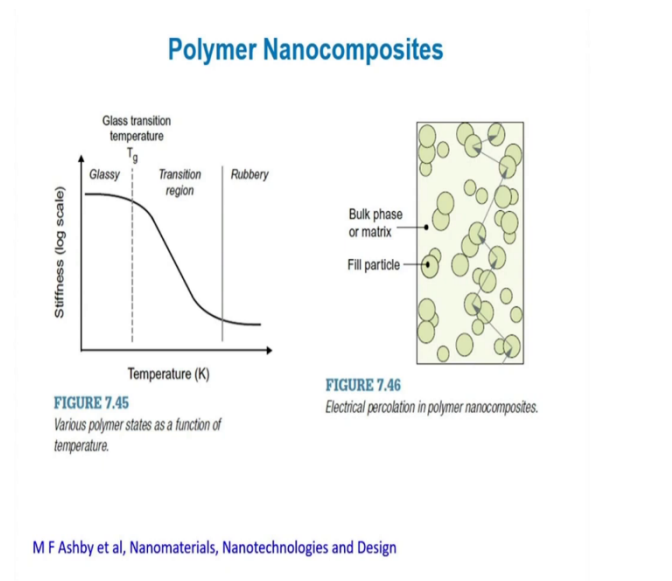 Polymer Nanocomposites
Glass transition
temperature
Tg
Glassy
Transition
region
Rubbery
Stiffness (log scale)
Temperature (K)
FIGURE 7.45
Various polymer states as a function of
temperature.
Bulk phase
or matrix
Fill particle
FIGURE 7.46
Electrical percolation in polymer nanocomposites.
M F Ashby et al, Nanomaterials, Nanotechnologies and Design